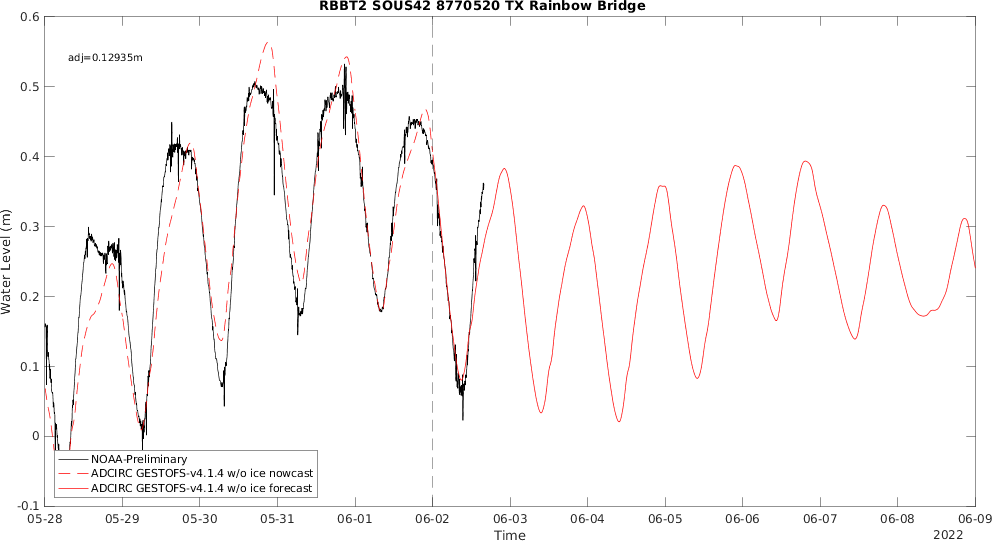 RBBT2 SOUS42 8770520 TX Rainbow Bridge
0.6
adj=0.12935m
0.5
0.4
0.3
Water Level (m)
0.2
0.1
0
NOAA-Preliminary
ADCIRC GESTOFS-v4.1.4 w/o ice nowcast
ADCIRC GESTOFS-v4.1.4 w/o ice forecast
-0.1
05-28 05-29 05-30 05-31 06-01 06-02 06-03 06-04 06-05 06-06 06-07 06-08 06-09
Time
2022